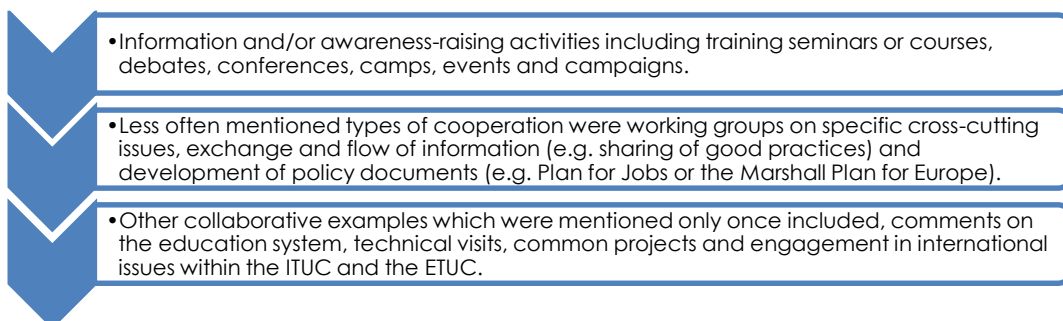 •Information and/or awareness-raising activities including training seminars or courses,
debates, conferences, camps, events and campaigns.
•Less often mentioned types of cooperation were working groups on specific cross-cutting
issues, exchange and flow of information (e.g. sharing of good practices) and
development of policy documents (e.g. Plan for Jobs or the Marshall Plan for Europe).
•Other collaborative examples which were mentioned only once included, comments on
the education system, technical visits, common projects and engagement in international
issues within the ITUC and the ETUC.